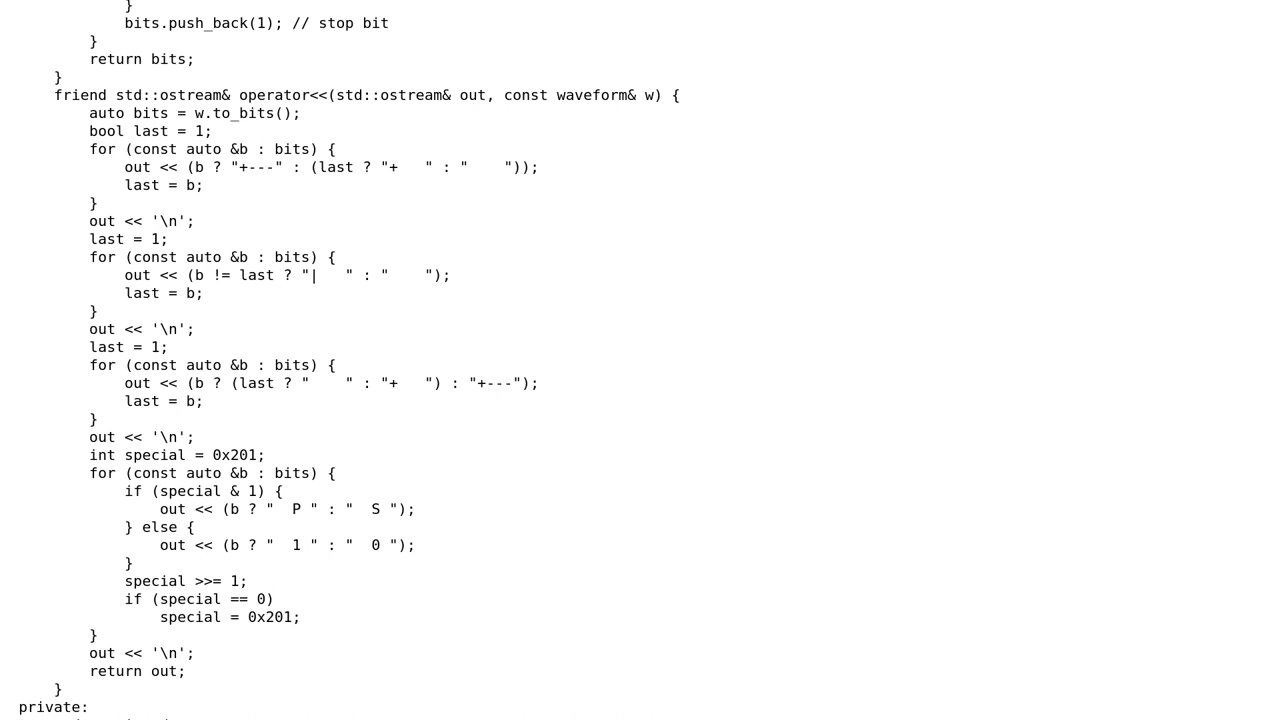 }
            bits.push_back(1); // stop bit
        }
        return bits;
    }
    friend std::ostream& operator<<(std::ostream& out, const waveform& w) {
        auto bits = w.to_bits();
        bool last = 1;
        for (const auto &b : bits) {
            out << (b ? "+---" : (last ? "+   " : "    "));
            last = b;
        }
        out << '\n';
        last = 1;
        for (const auto &b : bits) {
            out << (b != last ? "|   " : "    ");
            last = b;
        }
        out << '\n';
        last = 1;
        for (const auto &b : bits) {
            out << (b ? (last ? "    " : "+   ") : "+---");
            last = b;
        }
        out << '\n';
        int special = 0x201;
        for (const auto &b : bits) {
            if (special & 1) {
                out << (b ? "  P " : "  S ");
            } else {
                out << (b ? "  1 " : "  0 ");
            }
            special >>= 1;
            if (special == 0)
                special = 0x201;
        }
        out << '\n';
        return out;
    }
private: